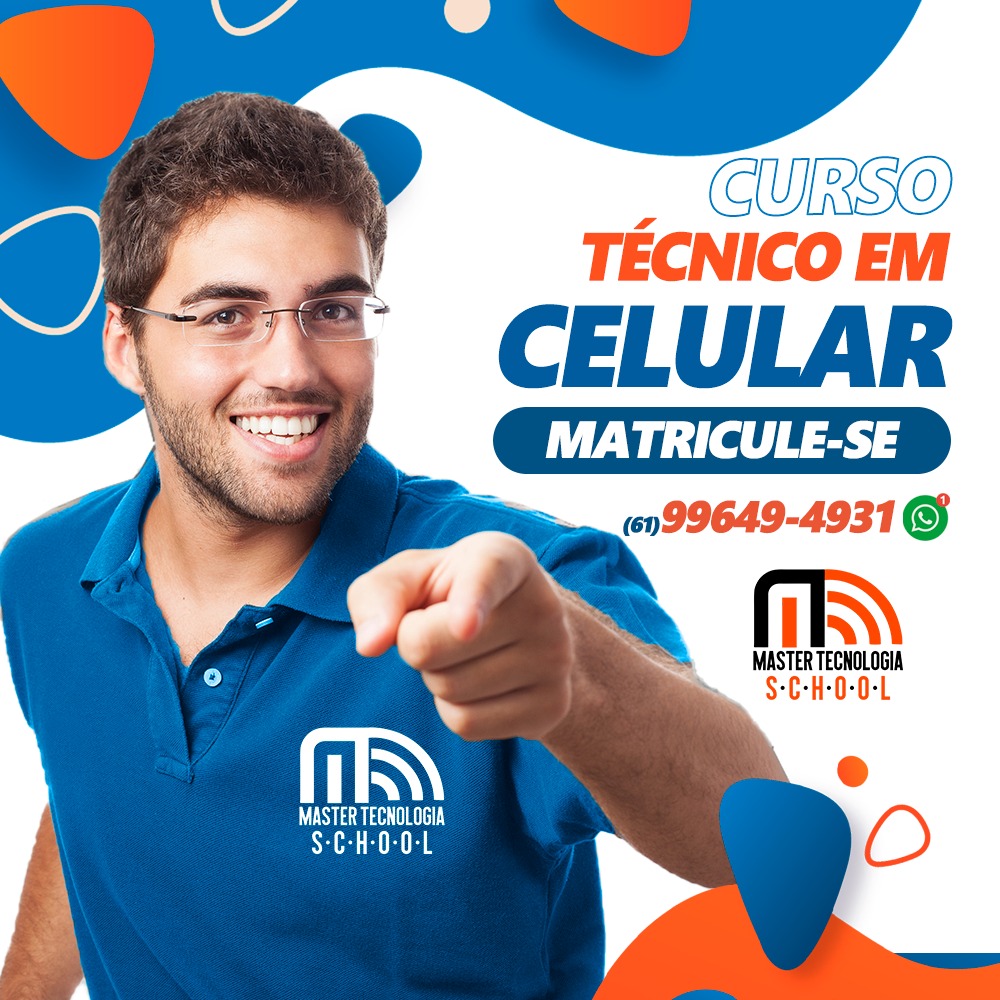 CURSO
TÉCNICO EM
CELULAR
MATRICULE-SE
(61)99649-4931
1
MASTER TECNOLOGIA
S·C·H·O·O·L
MASTER TECNOLOGIA
S·C·H·O·O·L